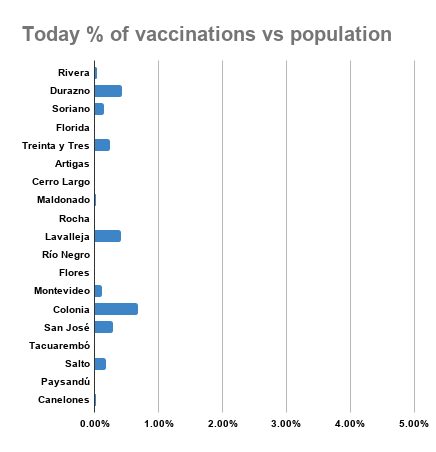 Today % of vaccinations vs population
Rivera
Durazno
Soriano
Florida
Treinta y Tres
Artigas
Cerro Largo
Maldonado
Rocha
Lavalleja
Río Negro
Flores
Montevideo
Colonia
San José
Tacuarembó
Salto
Paysandú
Canelones
0.00% 1.00% 2.00% 3.00% 4.00% 5.00%